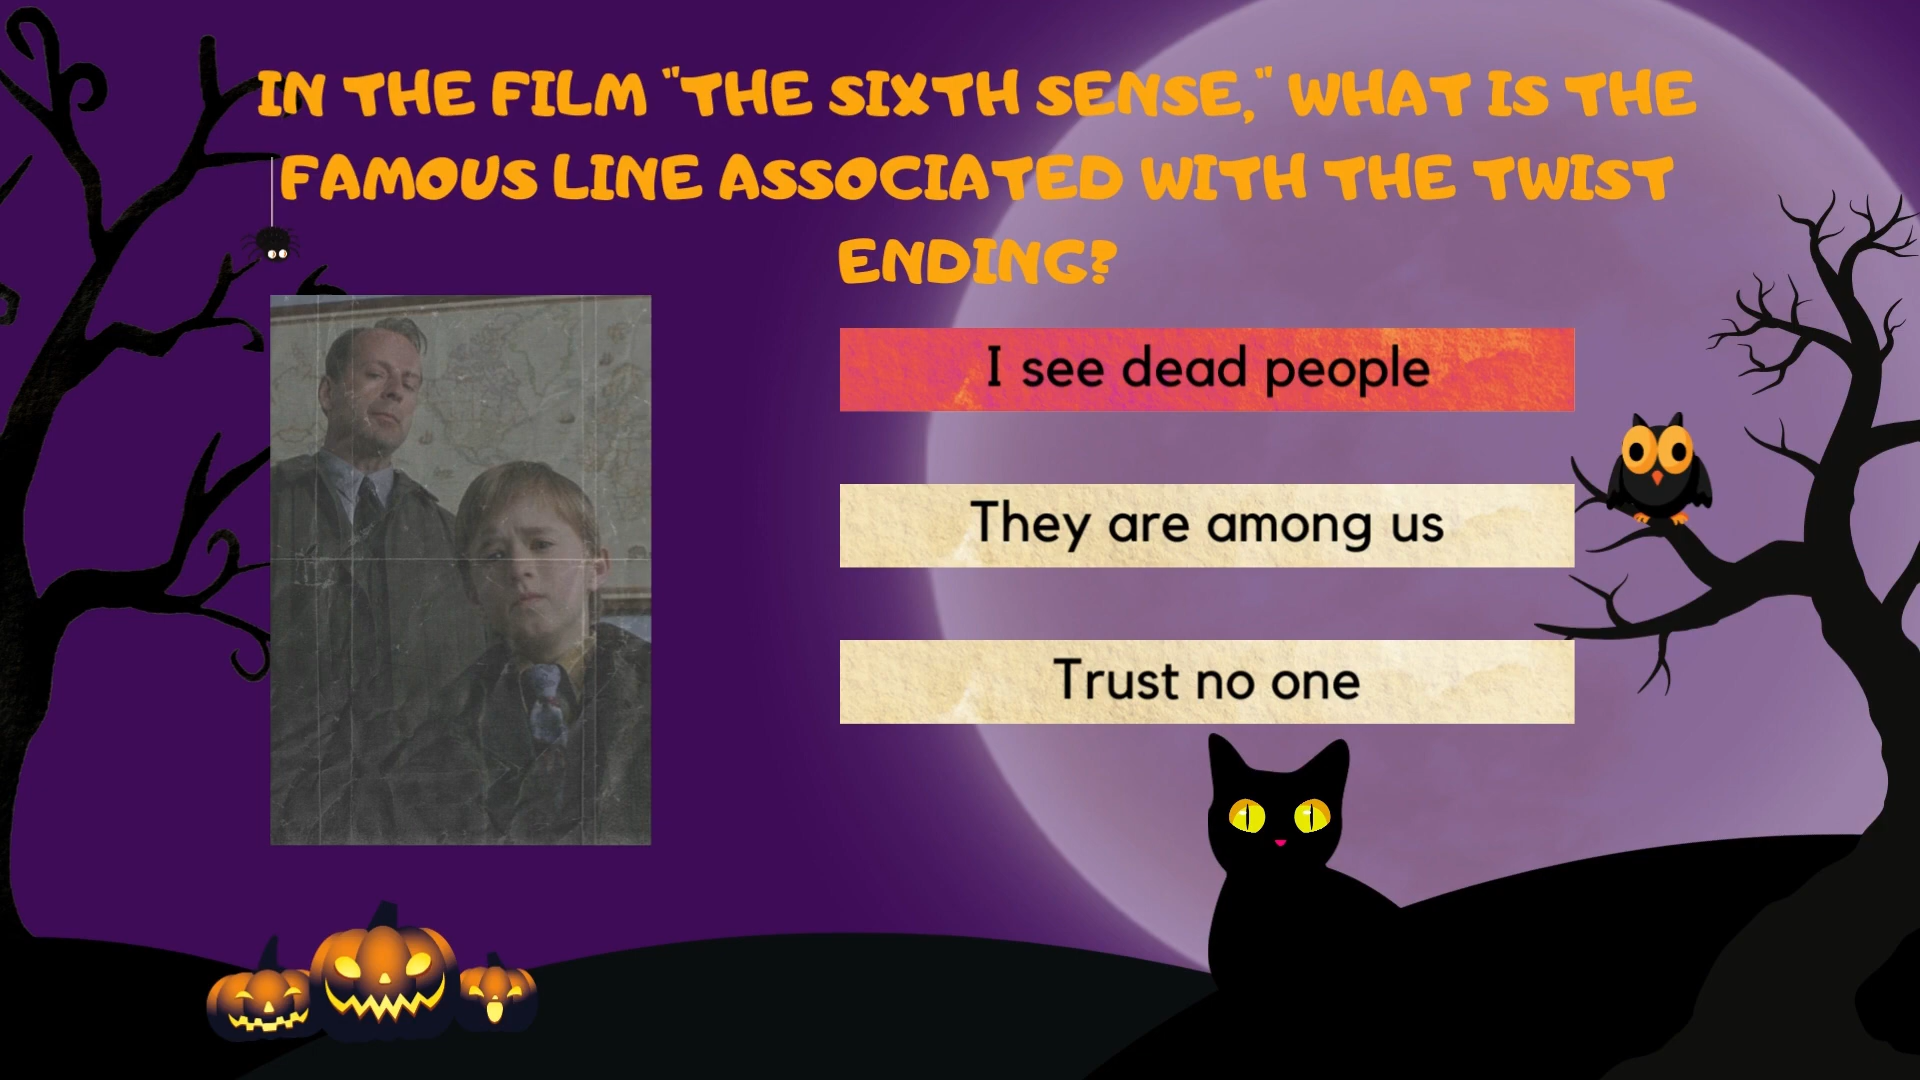 IN THE FILM "THE SIXTH SENSE," WHAT IS THE
FAMOUS LINE ASSOCIATED WITH THE TWIST
ENDING?
I see dead people
They are among us
Trust no one